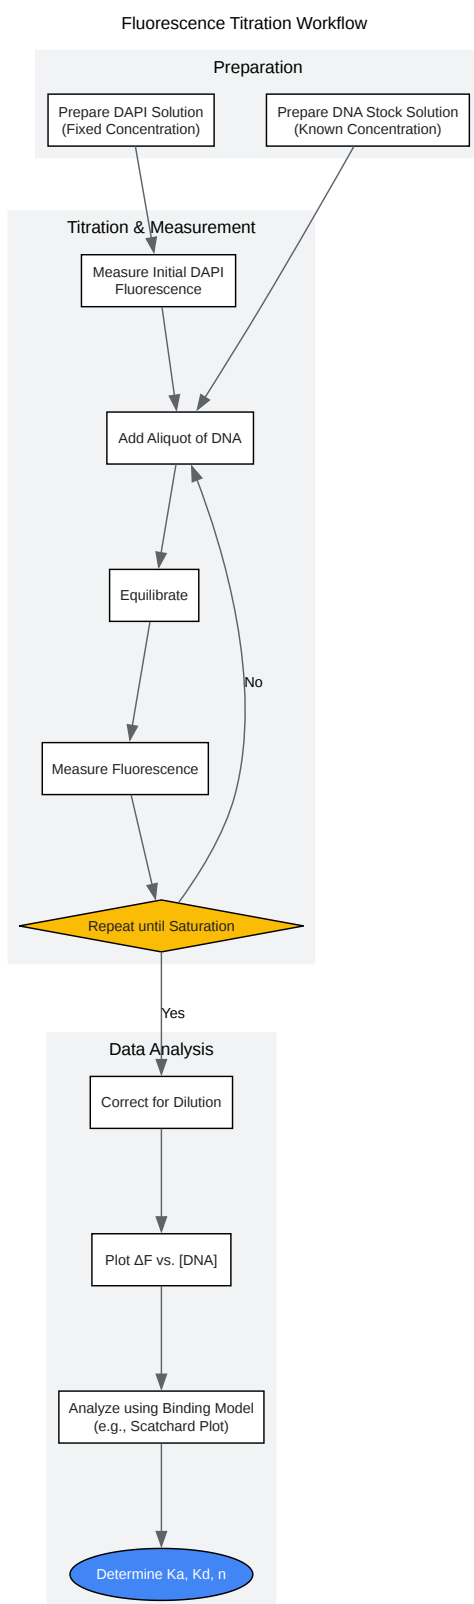 Fluorescence Titration Workflow
Preparation
Prepare DAPI Solution
(Fixed Concentration)
Prepare DNA Stock Solution
(Known Concentration)
Titration & Measurement
Measure Initial DAPI
Fluorescence
Add Aliquot of DNA
Equilibrate
No
Measure Fluorescence
Repeat until Saturation
Yes
Data Analysis
Correct for Dilution
Plot ΔF vs. [DNA]
Analyze using Binding Model
(e.g., Scatchard Plot)
Determine Ka, Kd, n